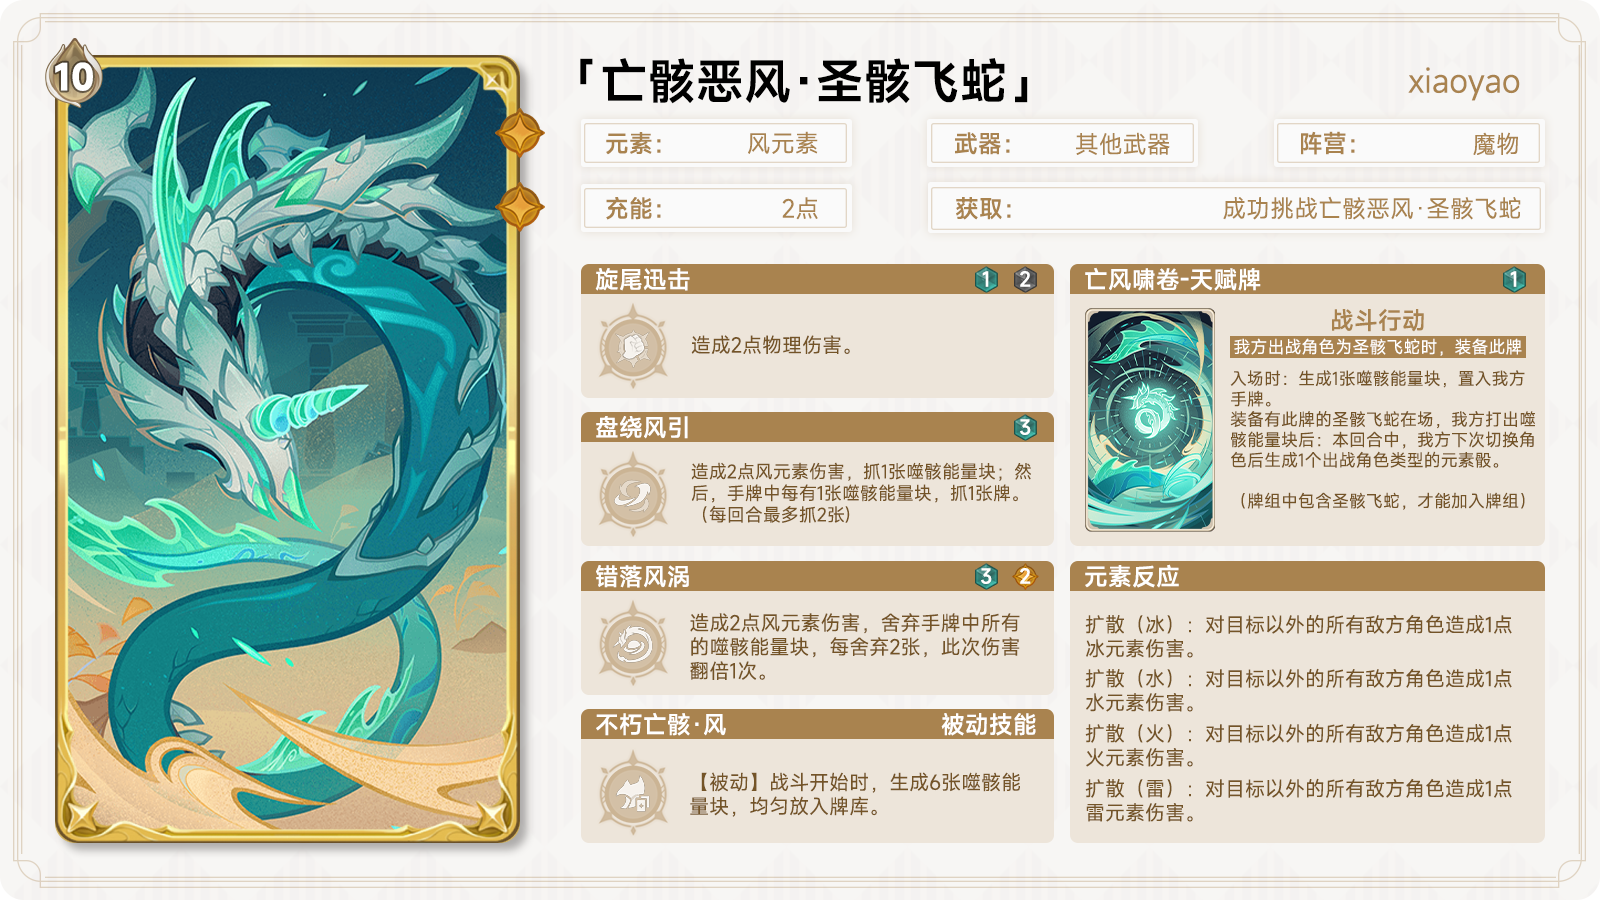 10
「亡骸恶风·圣骸飞蛇」
xiaoyao
元素： 风元素
武器： 其他武器
阵营： 魔物
充能： 2点
获取： 成功挑战亡骸恶风·圣骸飞蛇
旋尾迅击 1 2
造成2点物理伤害。
盘绕风引 3
造成2点风元素伤害，抓1张噬骸能量块；然
后，手牌中每有1张噬骸能量块，抓1张牌。
（每回合最多抓2张）
错落风涡 3 2
造成2点风元素伤害，舍弃手牌中所有
的噬骸能量块，每舍弃2张，此次伤害
翻倍1次。
不朽亡骸·风 被动技能
【被动】战斗开始时，生成6张噬骸能
量块，均匀放入牌库。
亡风啸卷-天赋牌 1
战斗行动
我方出战角色为圣骸飞蛇时，装备此牌
入场时：生成1张噬骸能量块，置入我方
手牌。
装备有此牌的圣骸飞蛇在场，我方打出噬
骸能量块后：本回合中，我方下次切换角
色后生成1个出战角色类型的元素骰。
（牌组中包含圣骸飞蛇，才能加入牌组）
元素反应
扩散（冰）：对目标以外的所有敌方角色造成1点
冰元素伤害。
扩散（水）：对目标以外的所有敌方角色造成1点
水元素伤害。
扩散（火）：对目标以外的所有敌方角色造成1点
火元素伤害。
扩散（雷）：对目标以外的所有敌方角色造成1点
雷元素伤害。